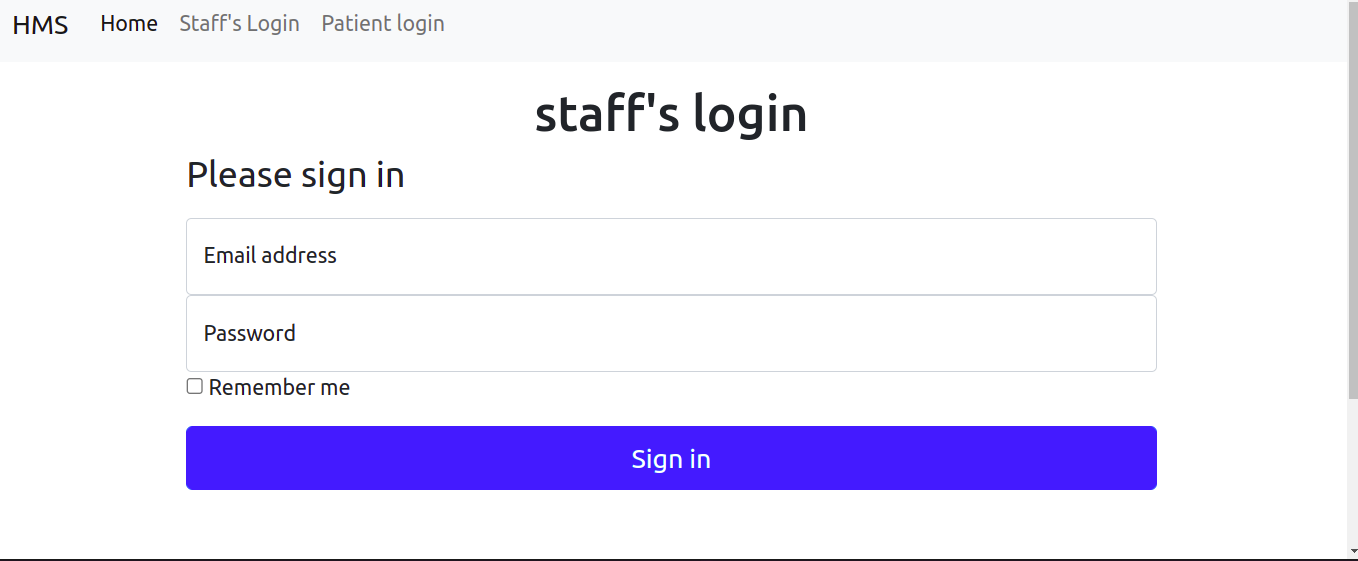 HMS Home Staff's Login Patient login
staff's login
Please sign in
Email address
Password
Remember me
Sign in